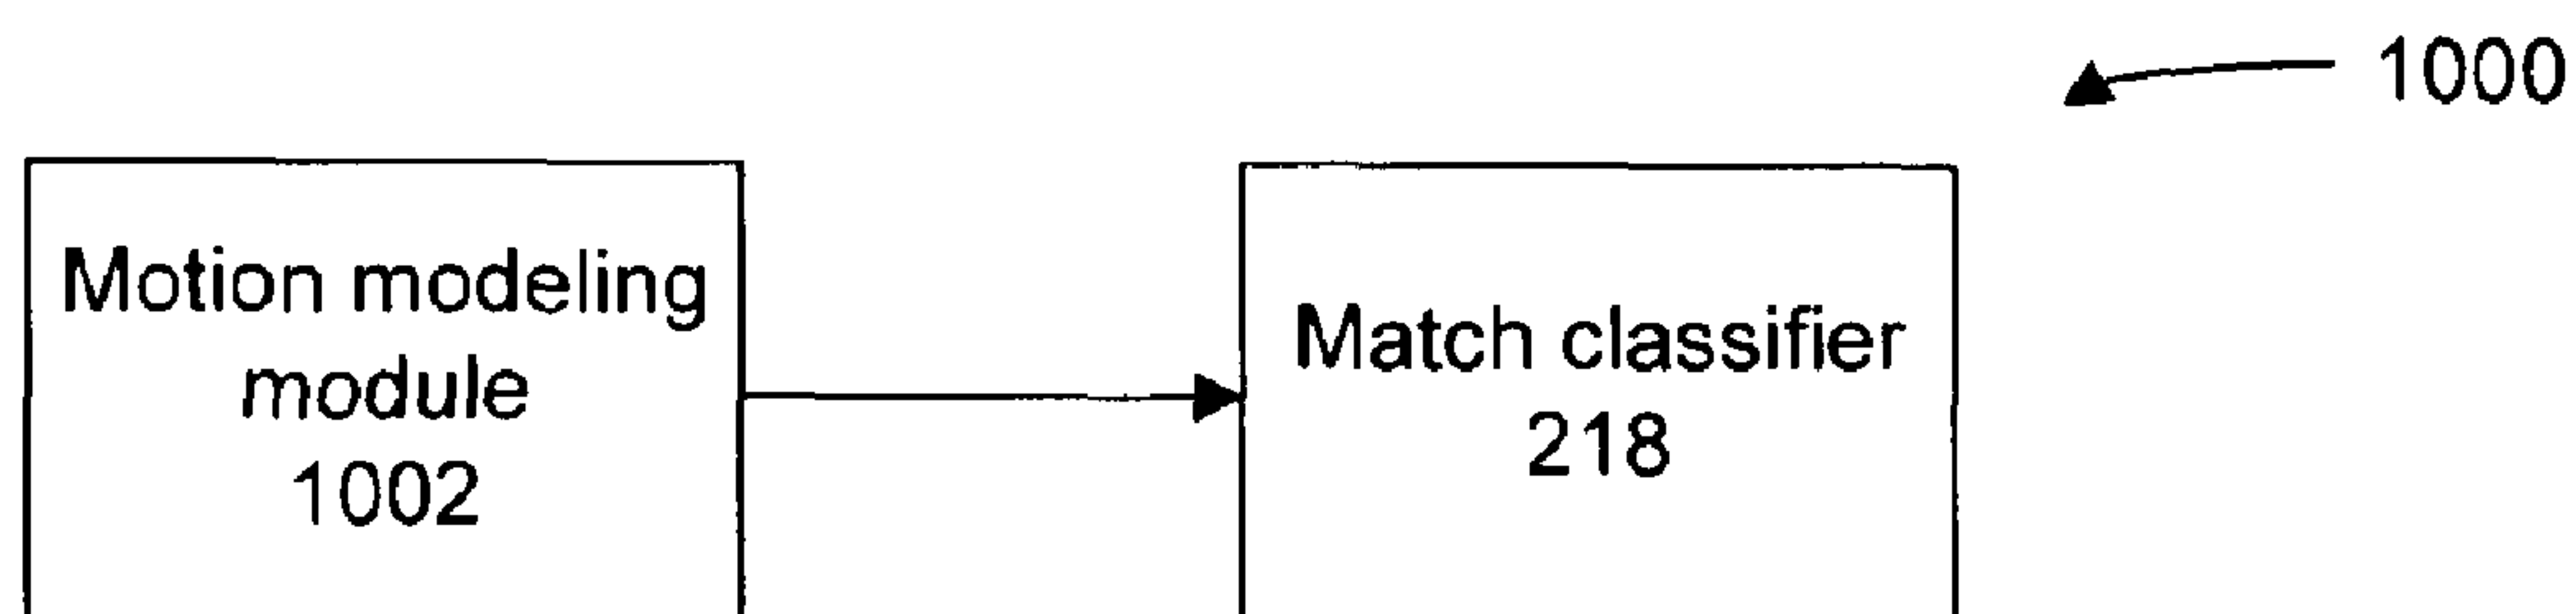 1000
Motion modeling
module
1002
Match classifier
218